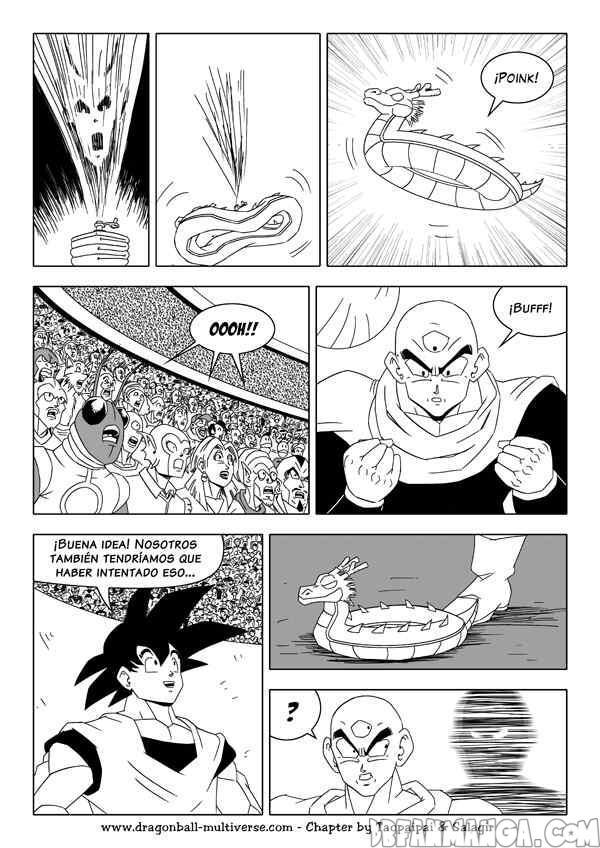 ¡Poink!
OOOH!!
¡Bufff!
¡Buena idea! Nosotros
también tendríamos que
haber intentado eso...
?
www.dragonball-multiverse.com - Chapter by Taqpaipai & Salagir
DBFANMANGA.COM